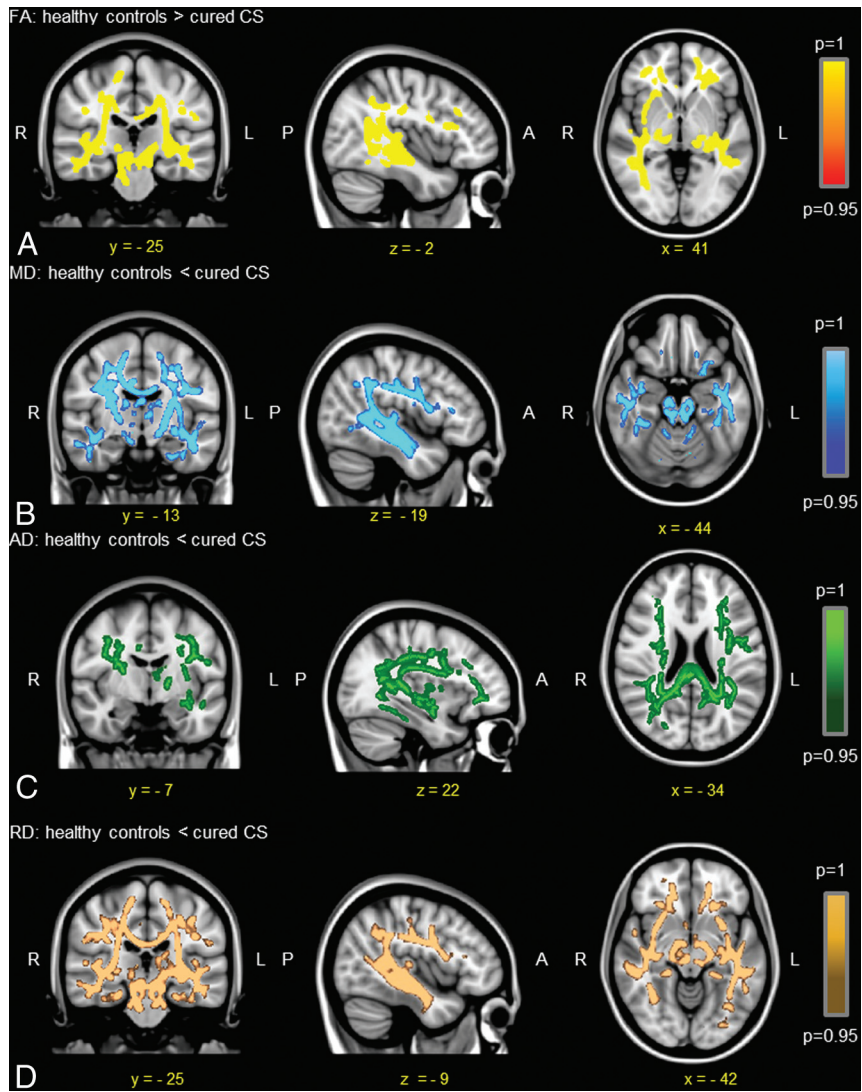 FA: healthy controls > cured CS
p=1
R L P A R L
p=0.95
A
y = - 25 z = - 2 x = 41
MD: healthy controls < cured CS
p=1
R L P A R L
p=0.95
B
y = - 13 z = - 19 x = - 44
AD: healthy controls < cured CS
p=1
R L P A R L
p=0.95
C
y = - 7 z = 22 x = - 34
RD: healthy controls < cured CS
p=1
R L P A R L
p=0.95
D
y = - 25 z = - 9 x = - 42